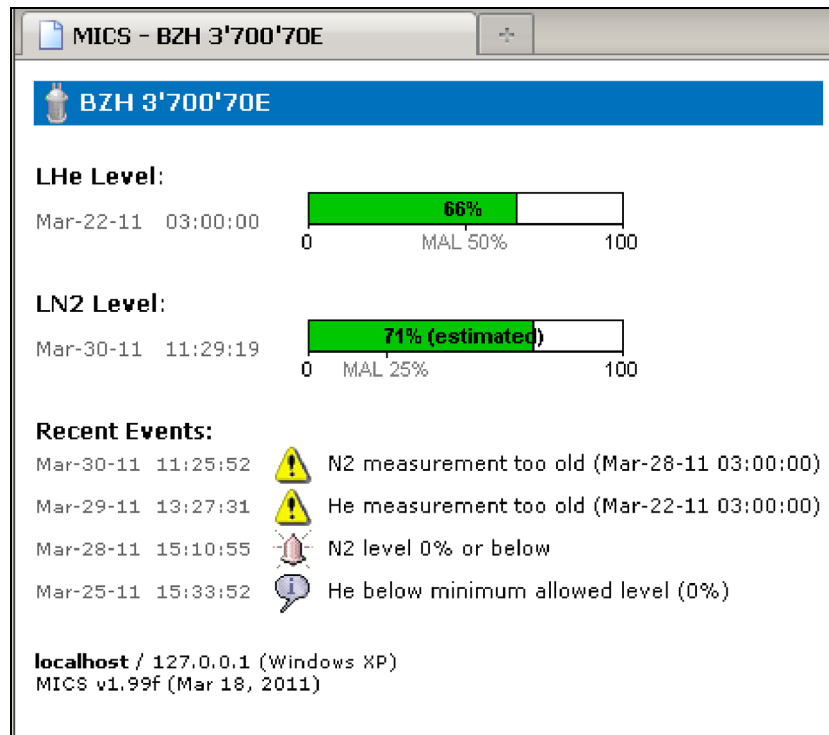 MICS - BZH 3'700'70E
BZH 3'700'70E
LHe Level:
Mar-22-11 03:00:00
66%
0 MAL 50% 100
LN2 Level:
Mar-30-11 11:29:19
71% (estimated)
0 MAL 25% 100
Recent Events:
Mar-30-11 11:25:52 N2 measurement too old (Mar-28-11 03:00:00)
Mar-29-11 13:27:31 He measurement too old (Mar-22-11 03:00:00)
Mar-28-11 15:10:55 N2 level 0% or below
Mar-25-11 15:33:52 He below minimum allowed level (0%)
localhost / 127.0.0.1 (Windows XP)
MICS v1.99f (Mar 18, 2011)